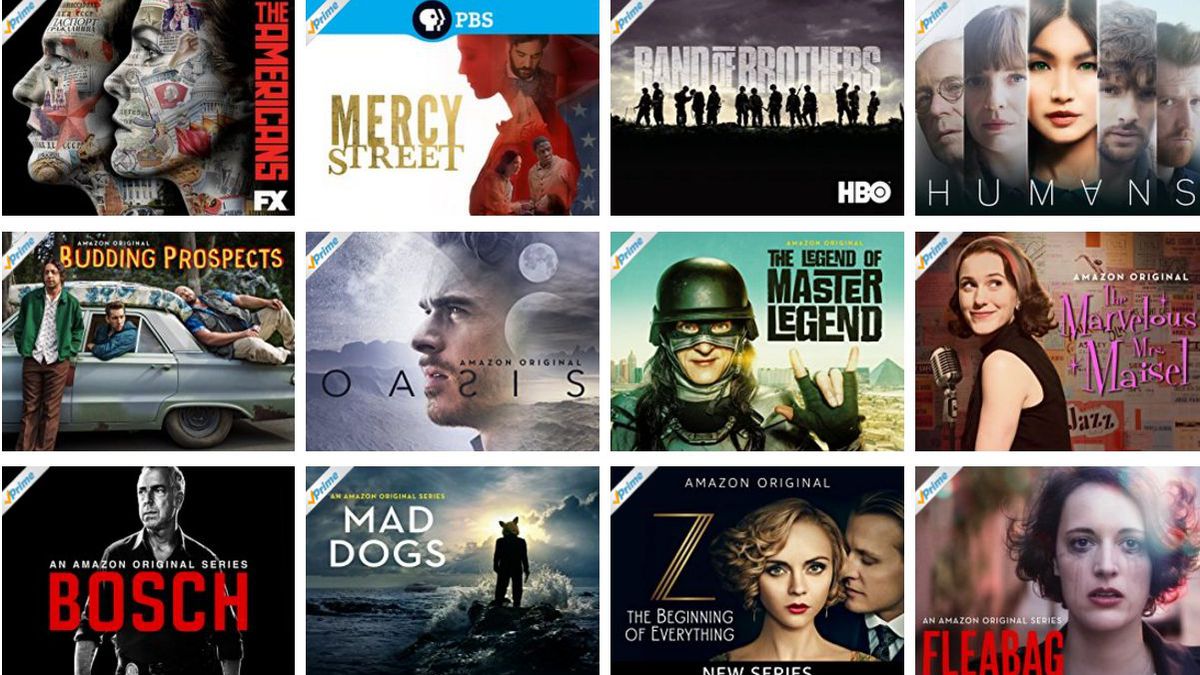 Prime
THE
AMERICANS
FX
Prime
PBS
MERCY
STREET
Prime
BAND OF BROTHERS
HBO
Prime
HUMANS
Prime
AMAZON ORIGINAL
BUDDING PROSPECTS
Prime
AMAZON ORIGINAL
OASIS
Prime
AMAZON ORIGINAL
THE LEGEND OF
MASTER
LEGEND
Prime
AMAZON ORIGINAL
The
Marvelous
Mrs.
Maisel
Jazz
Prime
AN AMAZON ORIGINAL SERIES
BOSCH
Prime
AN AMAZON ORIGINAL SERIES
MAD
DOGS
Prime
AMAZON ORIGINAL
Z
THE BEGINNING
OF EVERYTHING
NEW SERIES
Prime
AN AMAZON ORIGINAL SERIES
FLEABAG